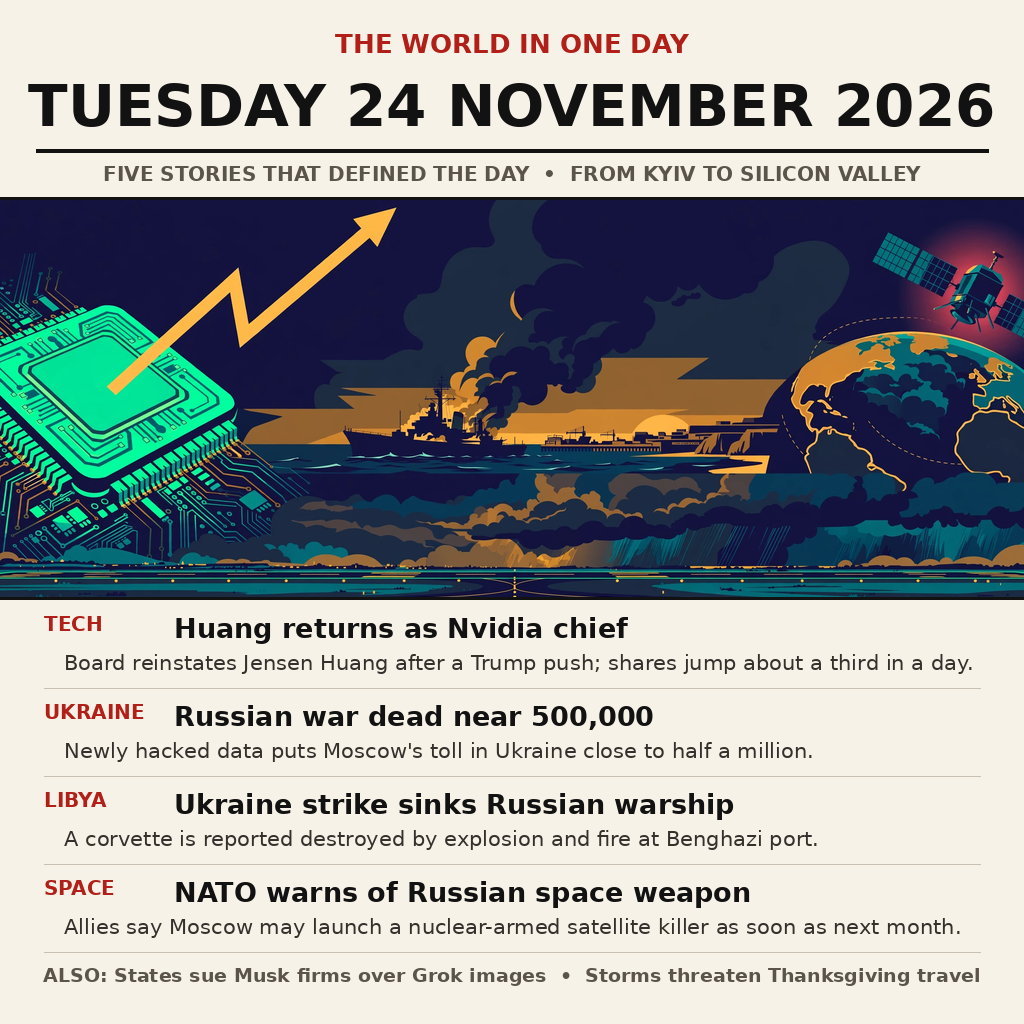 THE WORLD IN ONE DAY
TUESDAY 24 NOVEMBER 2026
FIVE STORIES THAT DEFINED THE DAY • FROM KYIV TO SILICON VALLEY
TECH Huang returns as Nvidia chief
Board reinstates Jensen Huang after a Trump push; shares jump about a third in a day.
UKRAINE Russian war dead near 500,000
Newly hacked data puts Moscow's toll in Ukraine close to half a million.
LIBYA Ukraine strike sinks Russian warship
A corvette is reported destroyed by explosion and fire at Benghazi port.
SPACE NATO warns of Russian space weapon
Allies say Moscow may launch a nuclear-armed satellite killer as soon as next month.
ALSO: States sue Musk firms over Grok images • Storms threaten Thanksgiving travel